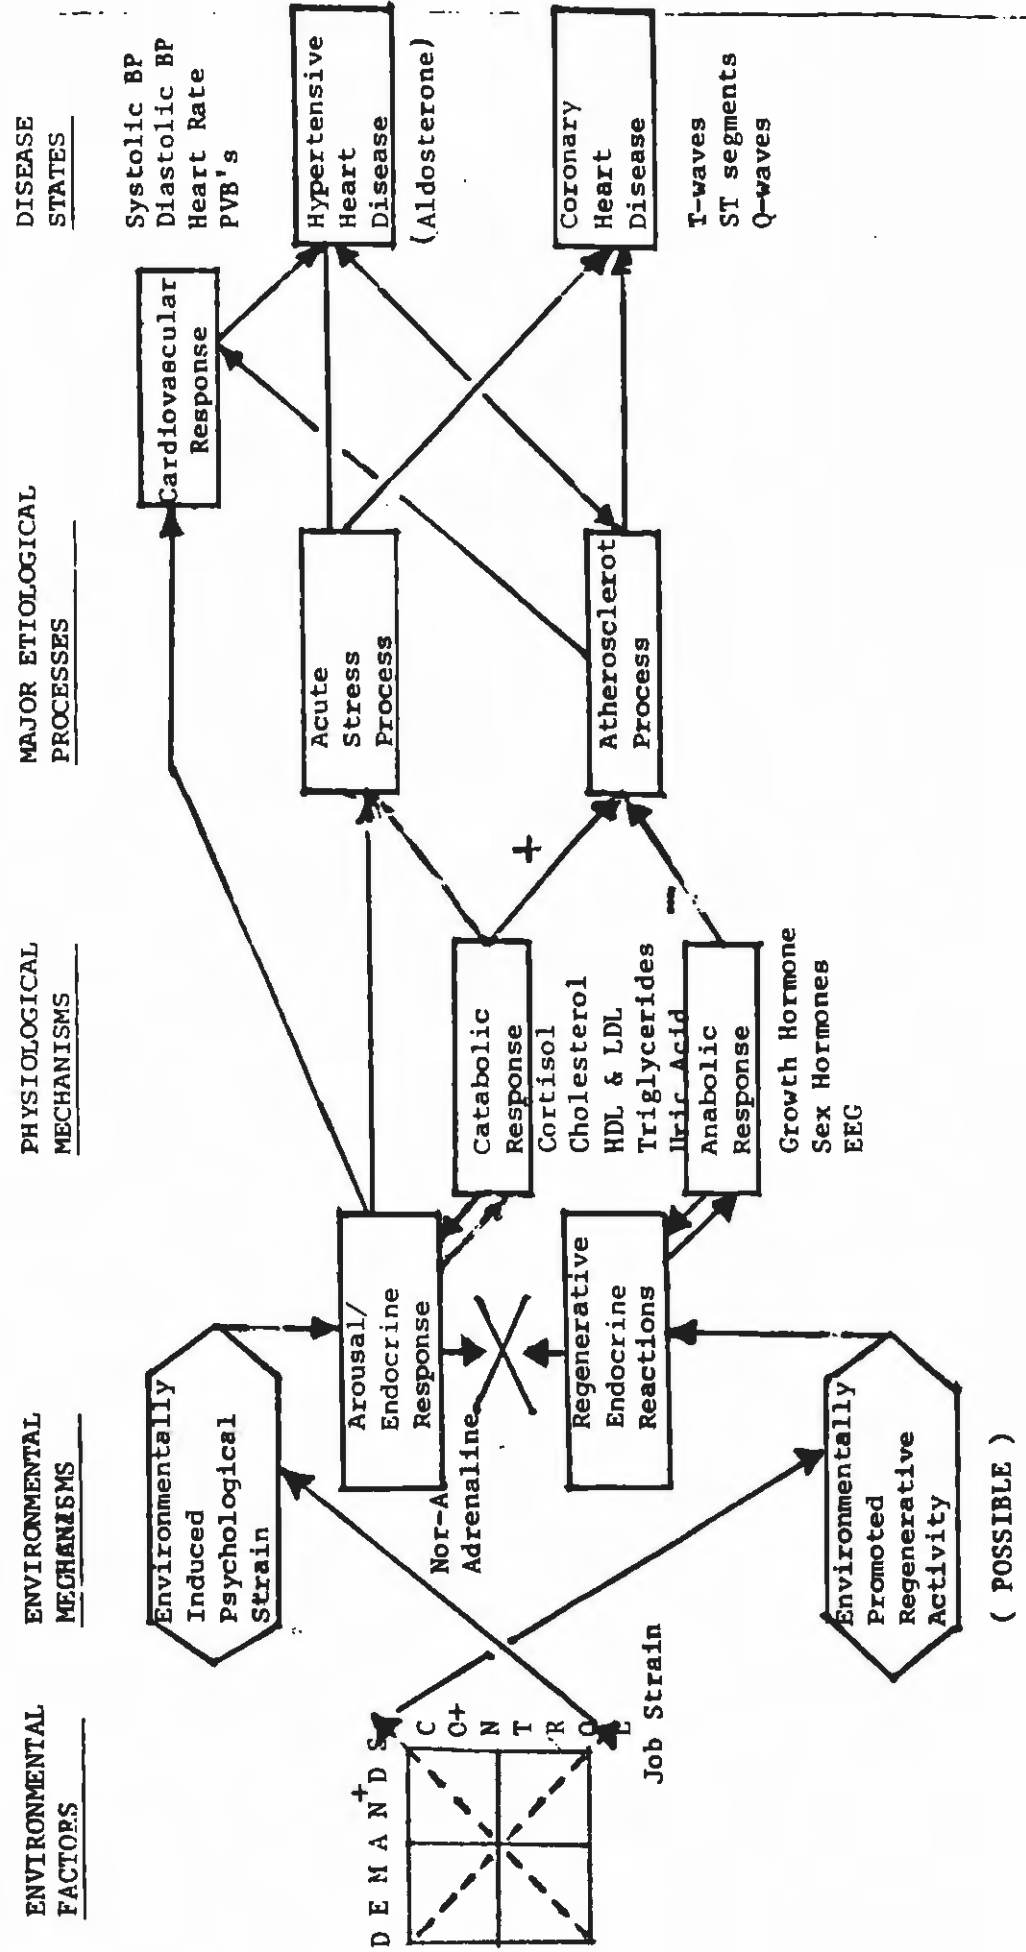 ENVIRONMENTAL
FACTORS
ENVIRONMENTAL
MECHANISMS
PHYSIOLOGICAL
MECHANISMS
MAJOR ETIOLOGICAL
PROCESSES
DISEASE
STATES
D E M A N D S
+
C
O+
N
T
R
O
L
Job Strain
Environmentally
Induced
Psychological
Strain
Arousal/
Endocrine
Response
Nor-A
Adrenaline
Regenerative
Endocrine
Reactions
Environmentally
Promoted
Regenerative
Activity
( POSSIBLE )
Catabolic
Response
Cortisol
Cholesterol
HDL & LDL
Triglycerides
Uric Acid
Anabolic
Response
Growth Hormone
Sex Hormones
EEG
+
-
Acute
Stress
Process
Atherosclerot
Process
Cardiovascular
Response
Systolic BP
Diastolic BP
Heart Rate
PVB's
Hypertensive
Heart
Disease
(Aldosterone)
Coronary
Heart
Disease
T-waves
ST segments
Q-waves